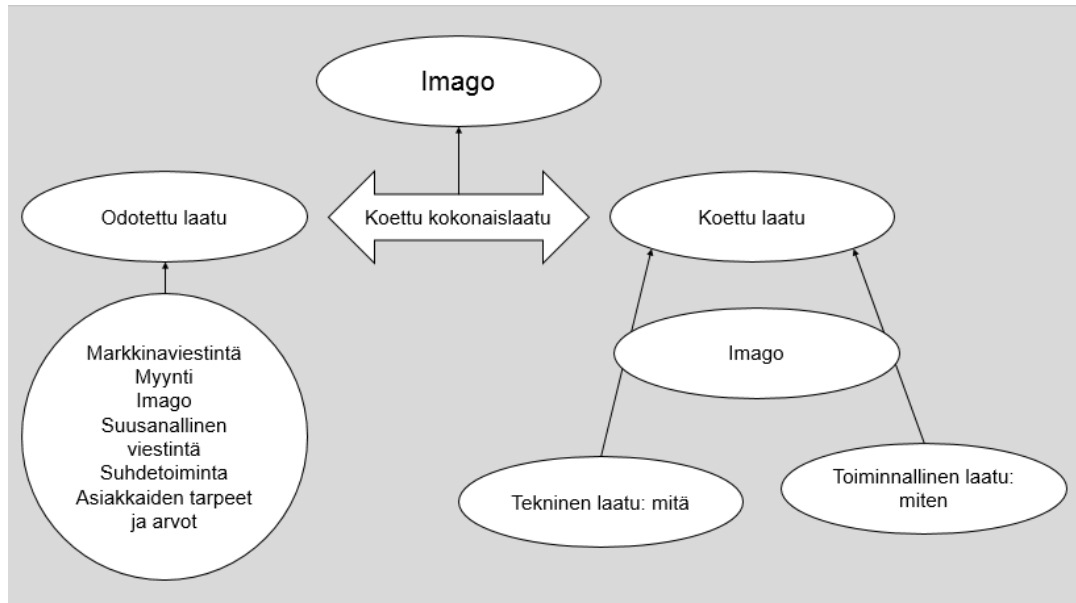 Imago
Odotettu laatu
Koettu kokonaislaatu
Koettu laatu
Markkinaviestintä
Myynti
Imago
Suusanallinen
viestintä
Suhdetoiminta
Asiakkaiden tarpeet
ja arvot
Imago
Tekninen laatu: mitä
Toiminnallinen laatu:
miten